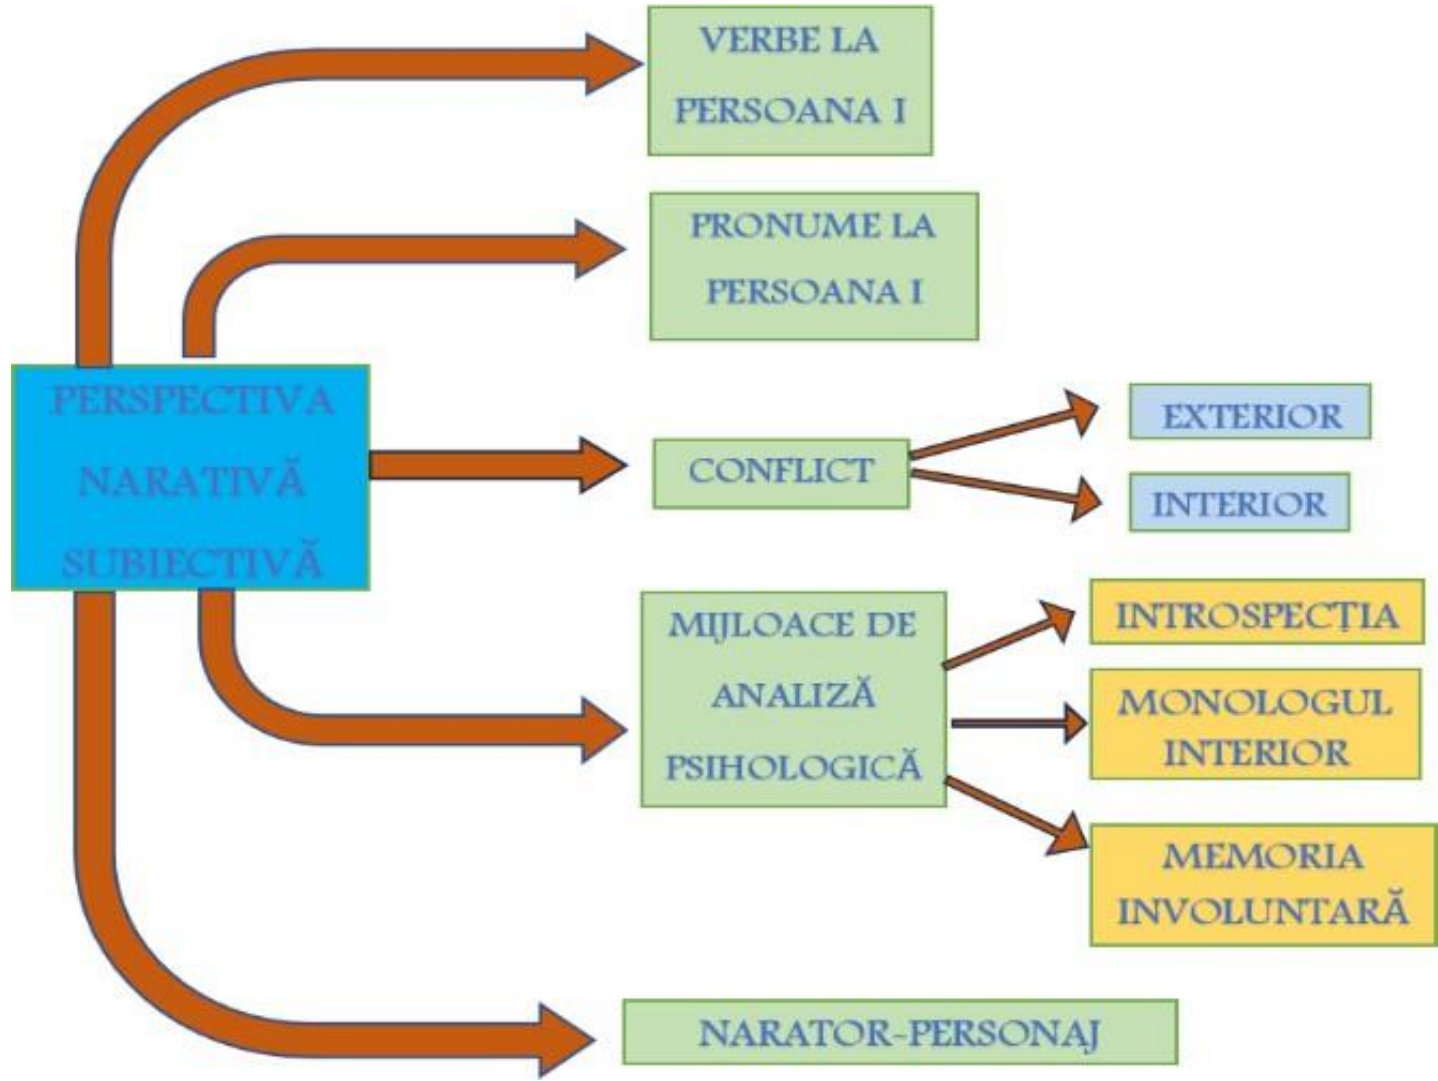 VERBE LA
PERSOANA I
PRONUME LA
PERSOANA I
PERSPECTIVA
NARATIVĂ
SUBIECTIVĂ
CONFLICT
EXTERIOR
INTERIOR
MIJLOACE DE
ANALIZĂ
PSIHOLOGICĂ
INTROSPECȚIA
MONOLOGUL
INTERIOR
MEMORIA
INVOLUNTARĂ
NARATOR-PERSONAJ